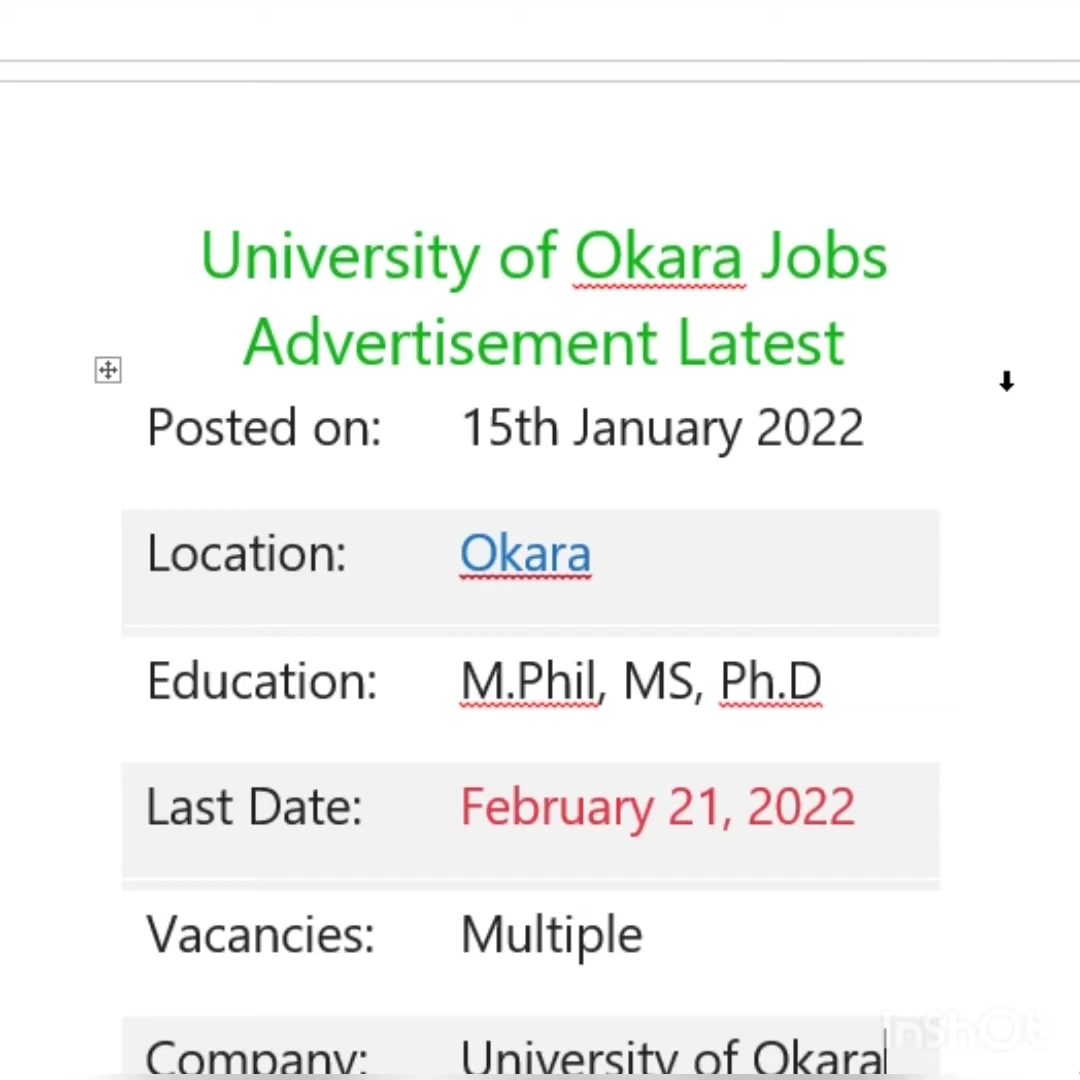 University of Okara Jobs
Advertisement Latest
Posted on: 15th January 2022
Location: Okara
Education: M.Phil, MS, Ph.D
Last Date: February 21, 2022
Vacancies: Multiple
Company: University of Okara
InShOt